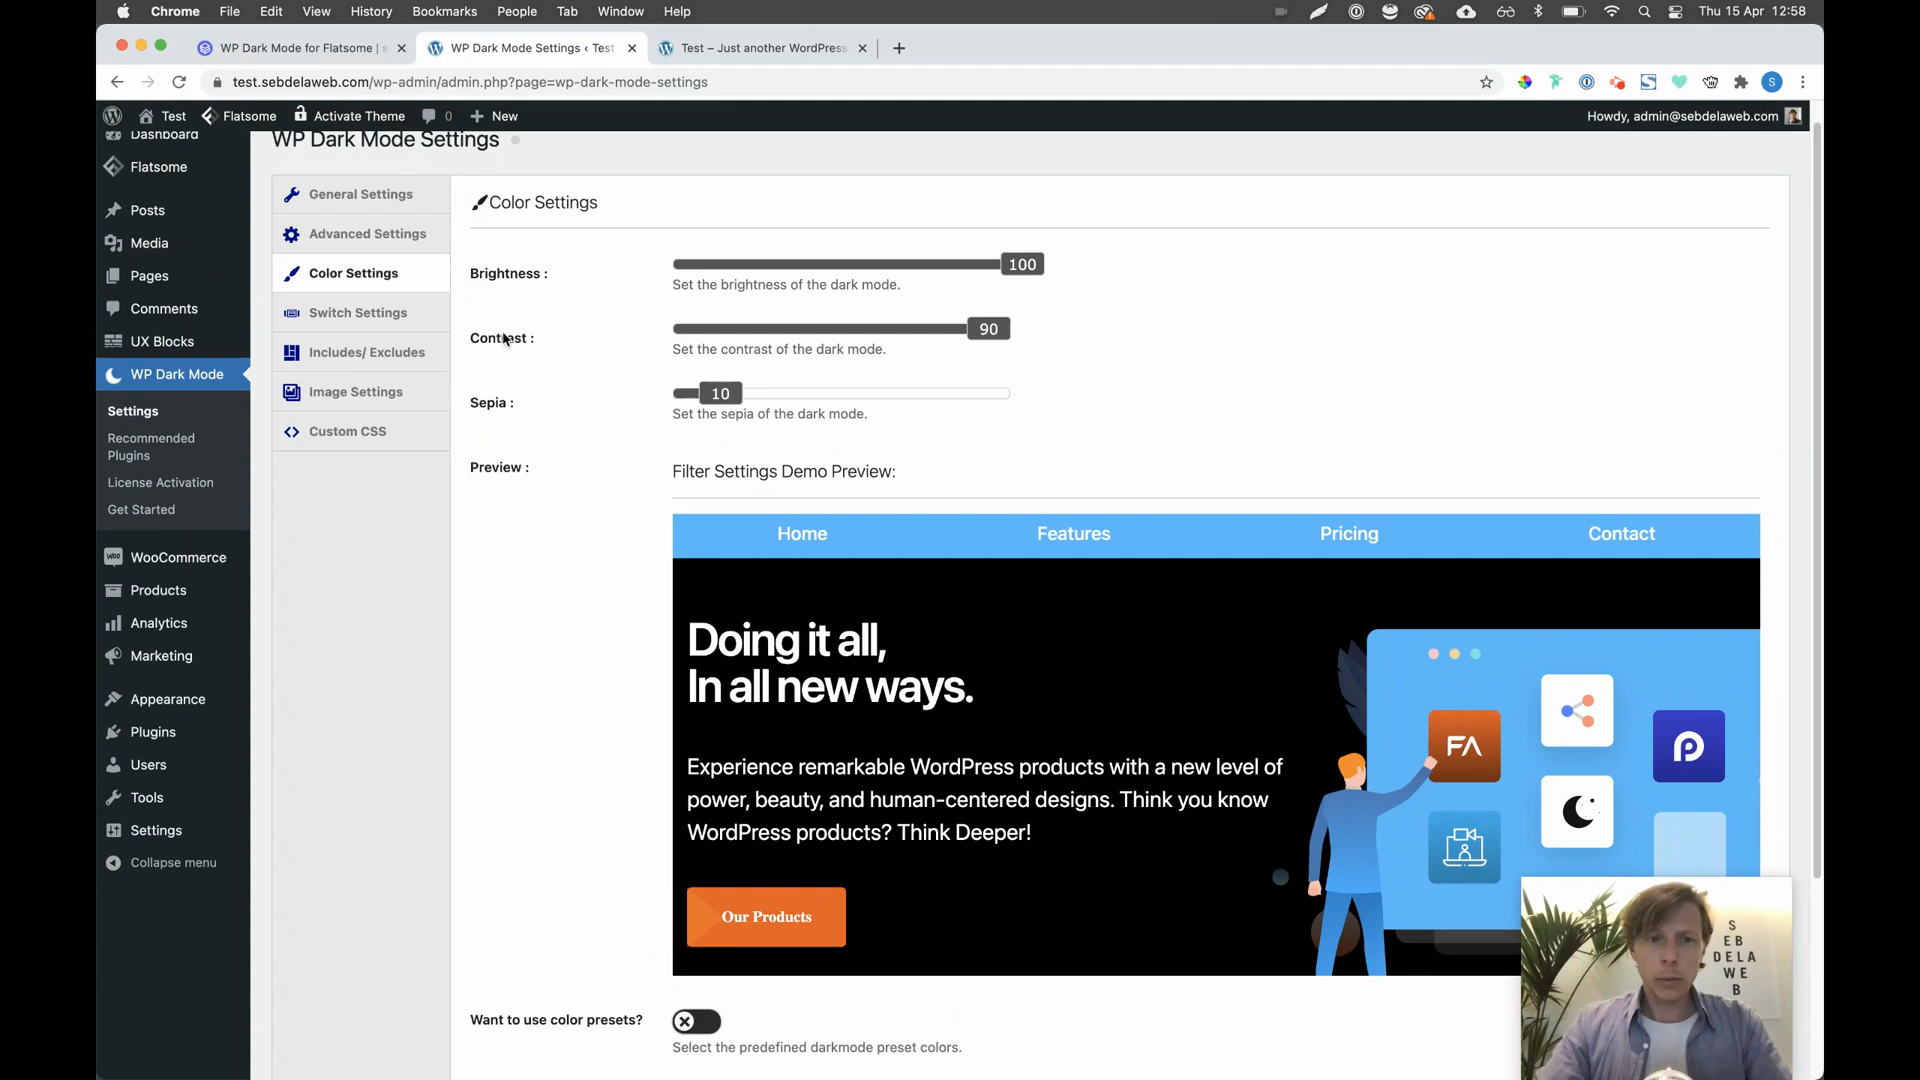 Chrome File Edit View History Bookmarks People Tab Window Help Thu 15 Apr 12:58
WP Dark Mode for Flatsome | s
WP Dark Mode Settings ‹ Test
Test – Just another WordPress
test.sebdelaweb.com/wp-admin/admin.php?page=wp-dark-mode-settings
S
Test Flatsome Activate Theme 0 New Howdy, admin@sebdelaweb.com
Dashboard
Flatsome
Posts
Media
Pages
Comments
UX Blocks
WP Dark Mode
Settings
Recommended
Plugins
License Activation
Get Started
WooCommerce
Products
Analytics
Marketing
Appearance
Plugins
Users
Tools
Settings
Collapse menu
WP Dark Mode Settings
General Settings
Advanced Settings
Color Settings
Switch Settings
Includes/ Excludes
Image Settings
Custom CSS
Color Settings
Brightness :
100
Set the brightness of the dark mode.
Contrast :
90
Set the contrast of the dark mode.
Sepia :
10
Set the sepia of the dark mode.
Preview :
Filter Settings Demo Preview:
Home Features Pricing Contact
Doing it all,
In all new ways.
Experience remarkable WordPress products with a new level of
power, beauty, and human-centered designs. Think you know
WordPress products? Think Deeper!
Our Products
FA
Want to use color presets?
Select the predefined darkmode preset colors.
S
EB
DELA
WE
B